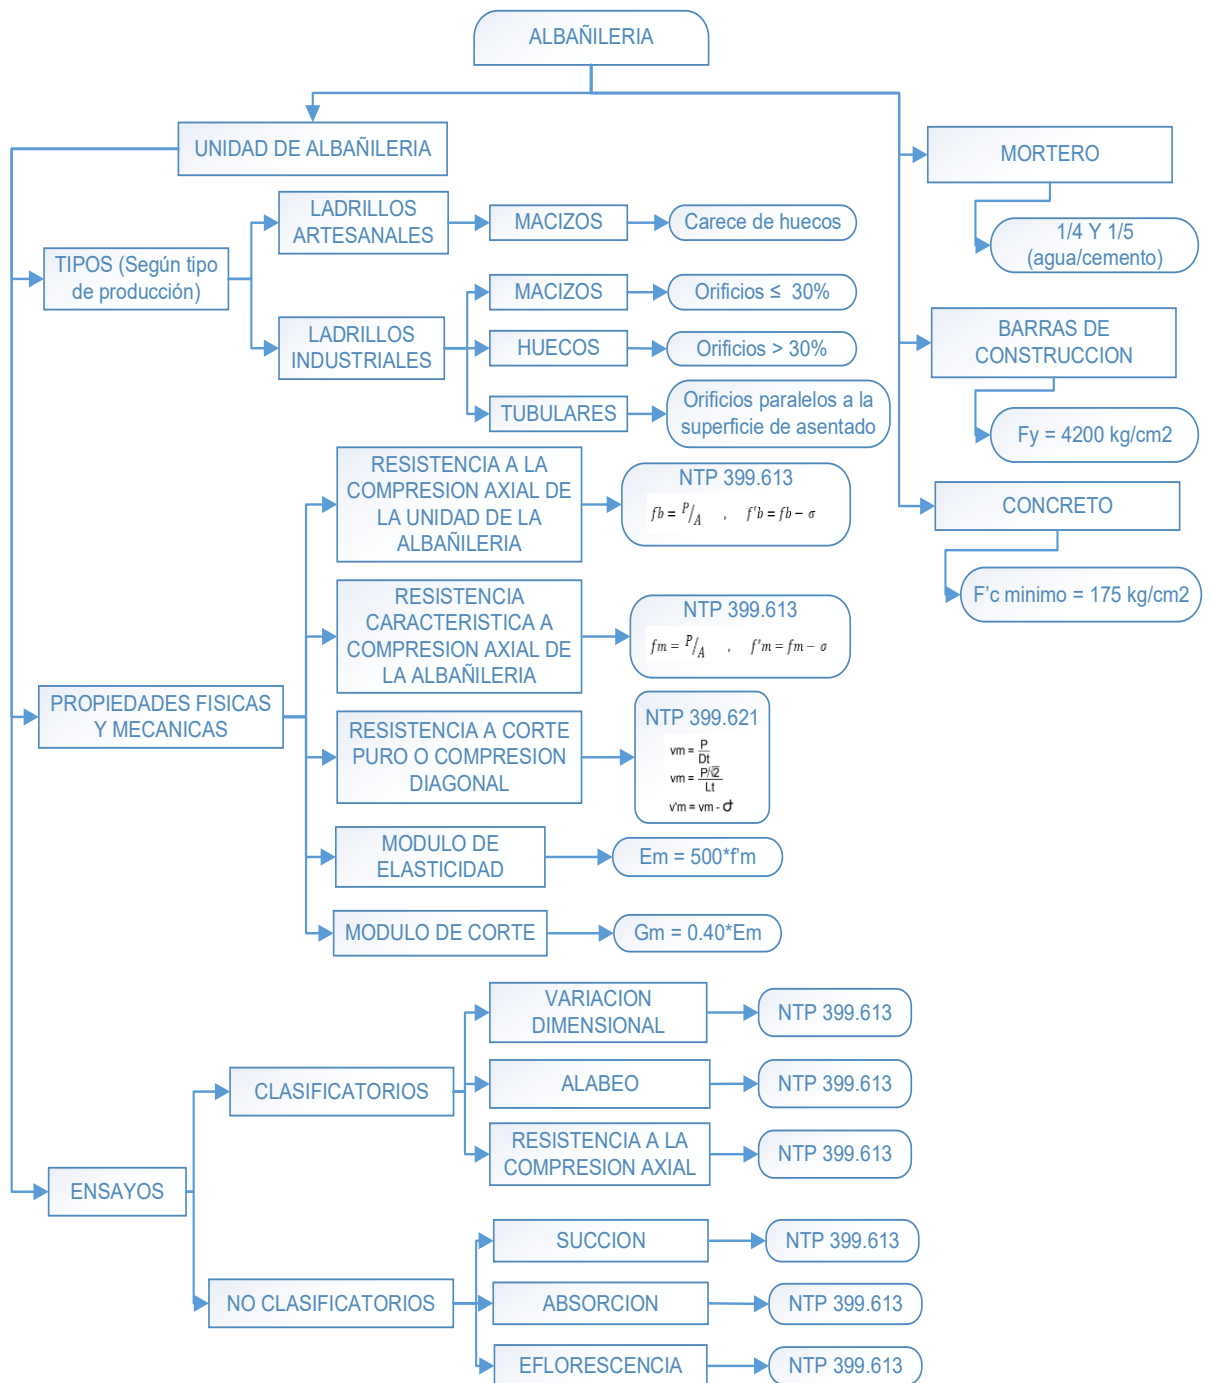 ALBAÑILERIA
UNIDAD DE ALBAÑILERIA
MORTERO
1/4 Y 1/5
(agua/cemento)
LADRILLOS
ARTESANALES
MACIZOS
Carece de huecos
TIPOS (Según tipo
de producción)
MACIZOS
Orificios ≤ 30%
LADRILLOS
INDUSTRIALES
HUECOS
Orificios > 30%
TUBULARES
Orificios paralelos a la
superficie de asentado
BARRAS DE
CONSTRUCCION
Fy = 4200 kg/cm2
CONCRETO
F'c minimo = 175 kg/cm2
PROPIEDADES FISICAS
Y MECANICAS
RESISTENCIA A LA
COMPRESION AXIAL DE
LA UNIDAD DE LA
ALBAÑILERIA
NTP 399.613
fb = P/A , f'b = fb − σ
RESISTENCIA
CARACTERISTICA A
COMPRESION AXIAL DE
LA ALBAÑILERIA
NTP 399.613
fm = P/A , f'm = fm − σ
RESISTENCIA A CORTE
PURO O COMPRESION
DIAGONAL
NTP 399.621
vm = P/Dt
vm = P/√2/Lt
v'm = vm - σ
MODULO DE
ELASTICIDAD
Em = 500*f'm
MODULO DE CORTE
Gm = 0.40*Em
ENSAYOS
CLASIFICATORIOS
VARIACION
DIMENSIONAL
NTP 399.613
ALABEO
NTP 399.613
RESISTENCIA A LA
COMPRESION AXIAL
NTP 399.613
NO CLASIFICATORIOS
SUCCION
NTP 399.613
ABSORCION
NTP 399.613
EFLORESCENCIA
NTP 399.613